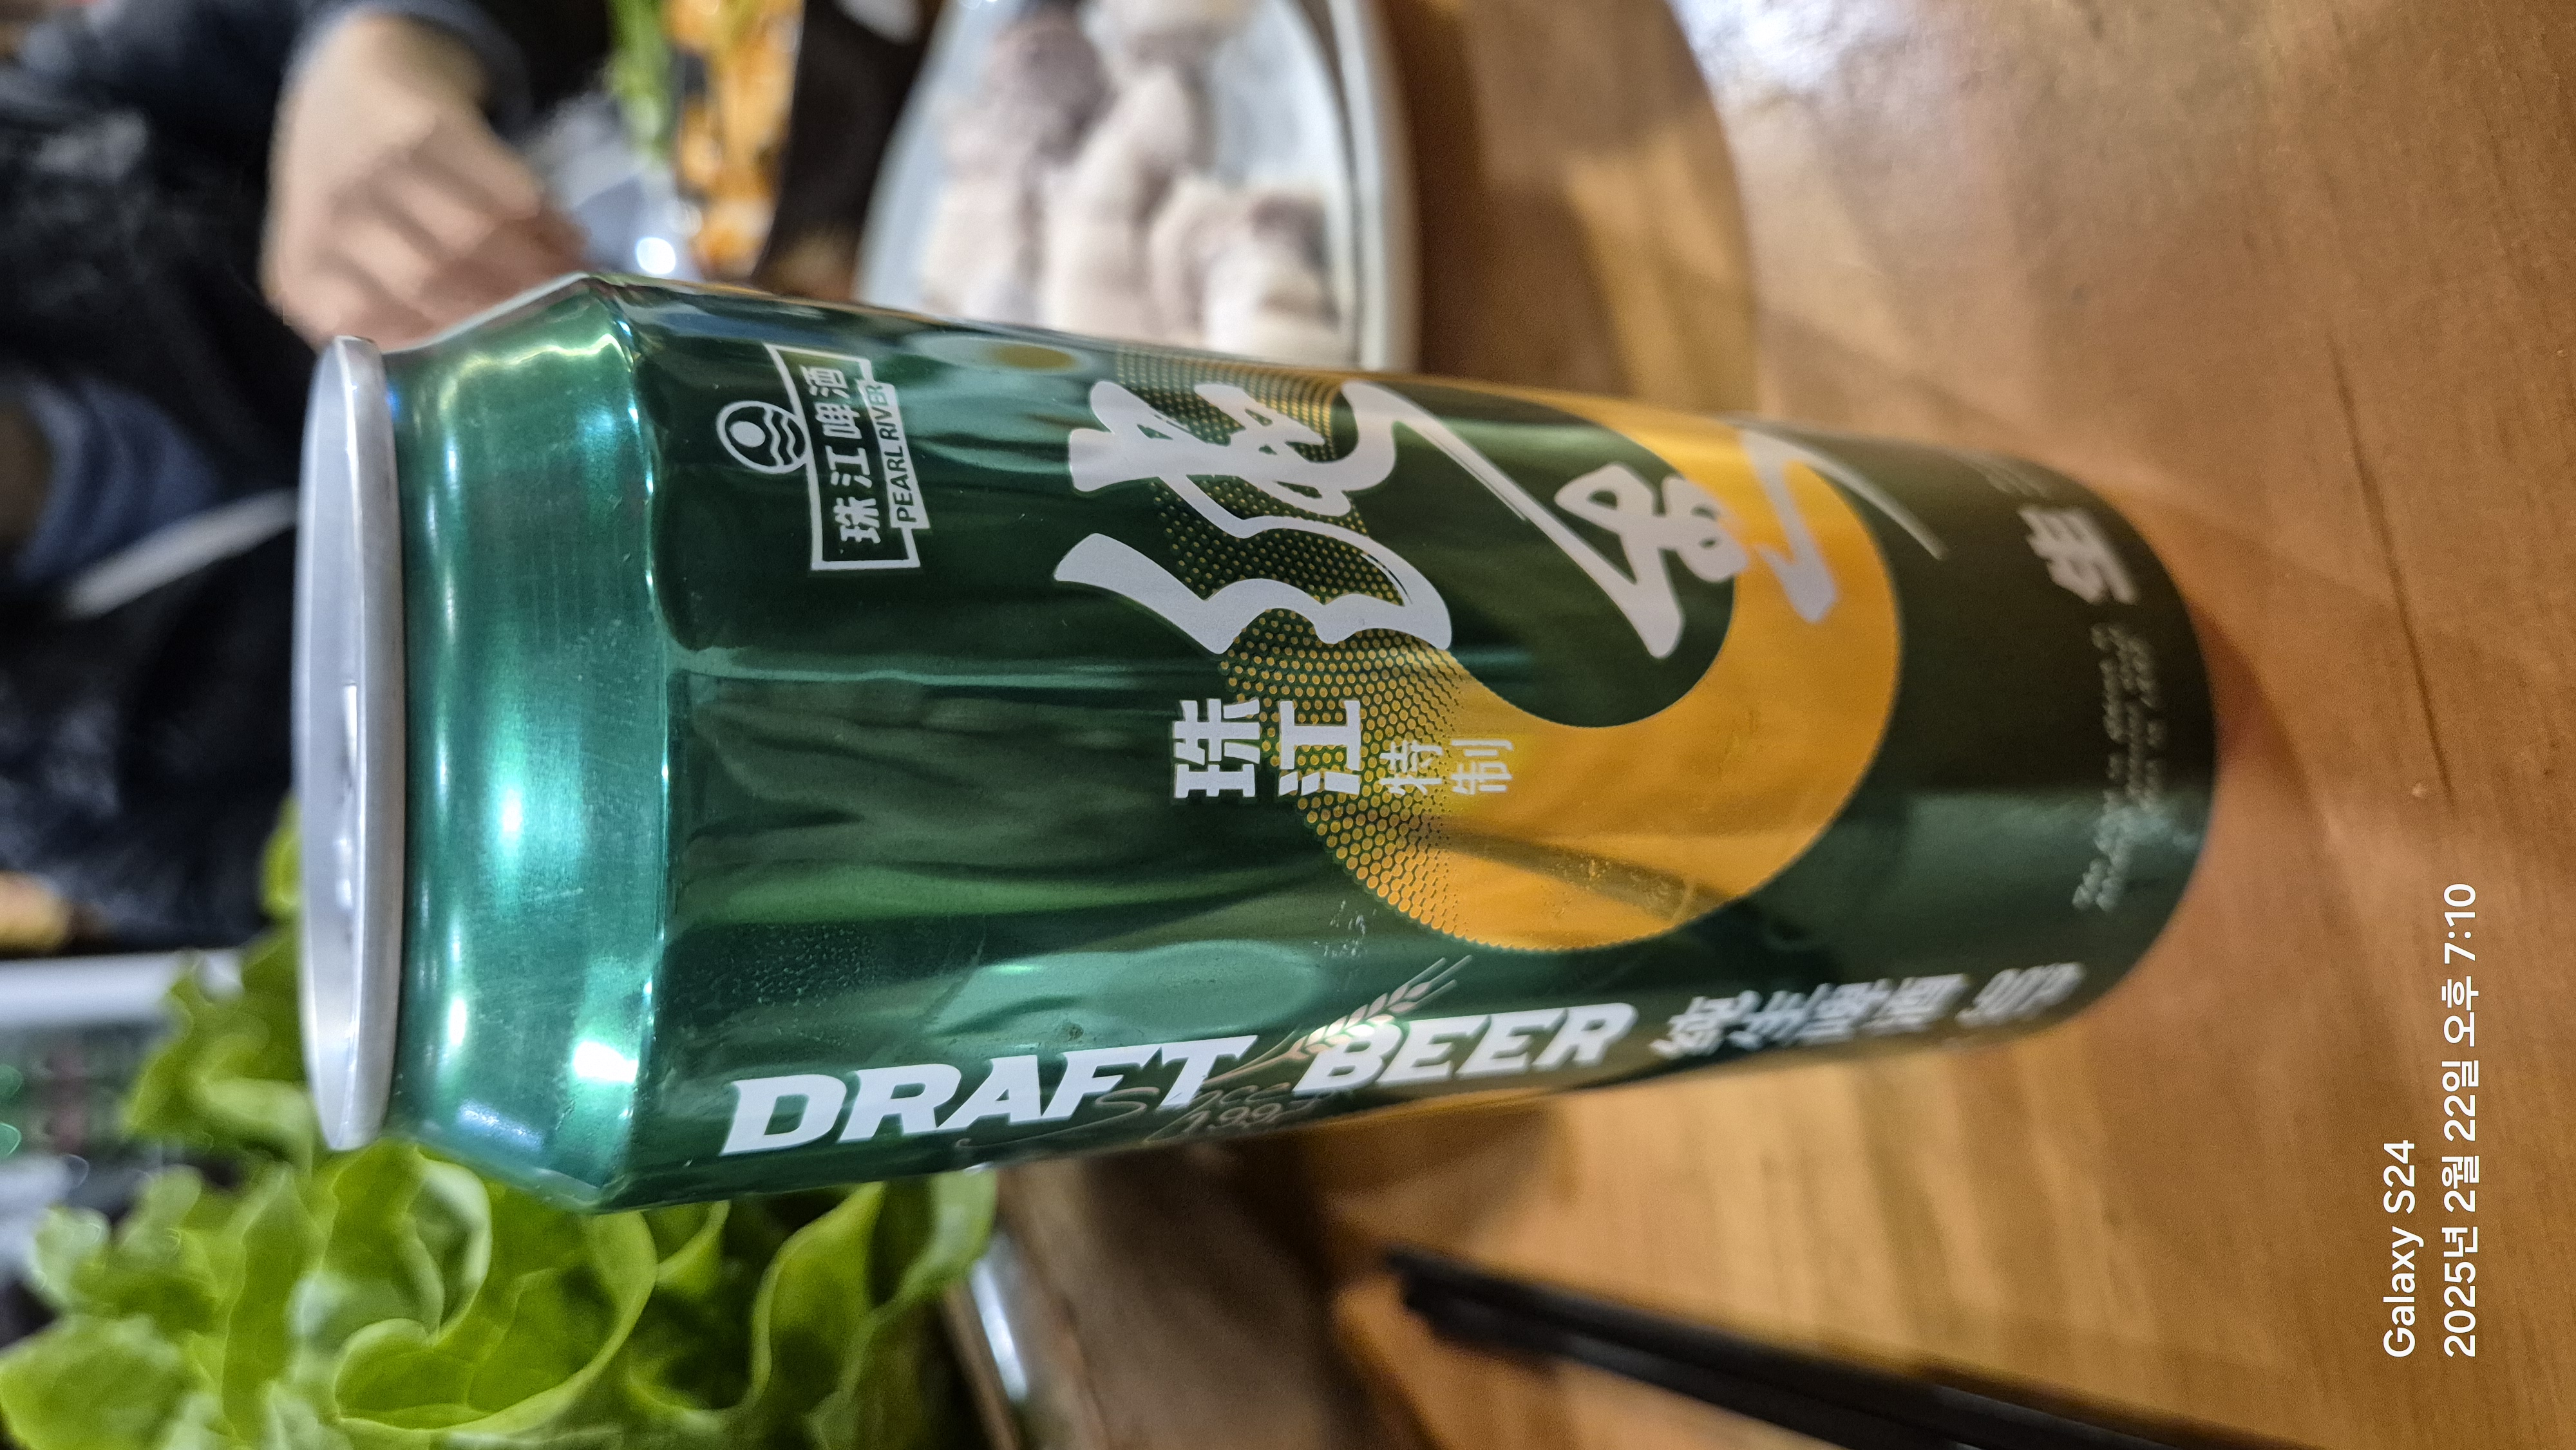 珠江啤酒
PEARL RIVER
珠江
特制
纯生
DRAFT BEER
Since 1997
纯生啤酒
Galaxy S24
2025년 2월 22일 오후 7:10